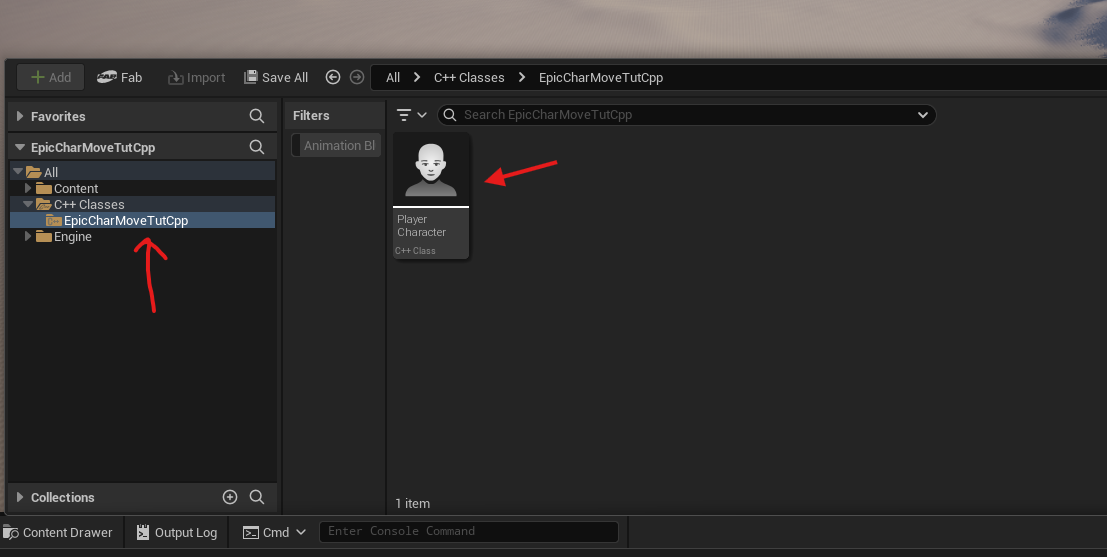 Add
Fab
Import
Save All
All
C++ Classes
EpicCharMoveTutCpp
Favorites
EpicCharMoveTutCpp
All
Content
C++ Classes
EpicCharMoveTutCpp
Engine
Collections
Filters
Animation Bl
Search EpicCharMoveTutCpp
Player
Character
C++ Class
1 item
Content Drawer
Output Log
Cmd
Enter Console Command